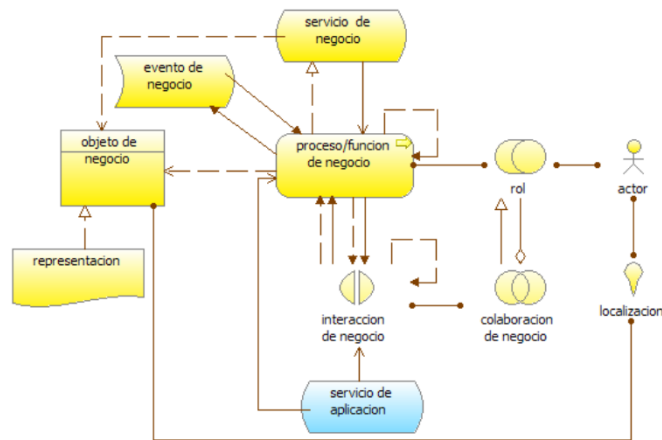 servicio de
negocio
evento de
negocio
objeto de
negocio
proceso/funcion
de negocio
rol
actor
representacion
interaccion
de negocio
colaboracion
de negocio
localizacion
servicio de
aplicacion